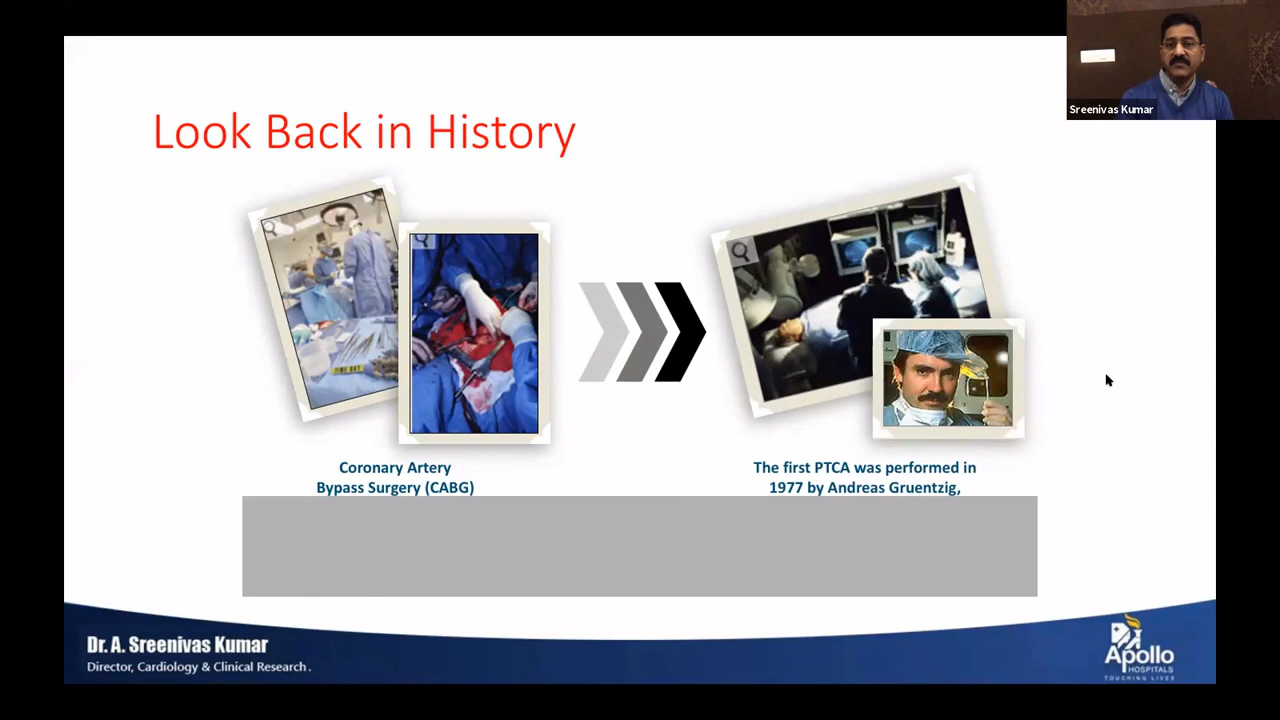 Sreenivas Kumar
Look Back in History
Coronary Artery
Bypass Surgery (CABG)
The first PTCA was performed in
1977 by Andreas Gruentzig,
Dr. A. Sreenivas Kumar
Director, Cardiology & Clinical Research.
Apollo
HOSPITALS
TOUCHING LIVES